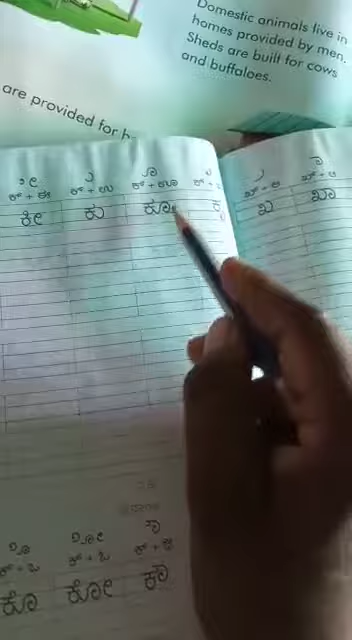 Domestic animals live in
homes provided by men.
Sheds are built for cows
and buffaloes.
are provided for
ಕ್ + ಈ ಕ್ + ಉ ಕ್ + ಊ
ಕೀ ಕು ಕೂ ಕೃ
ಖ ಖಾ
ಕ್ + ಒ ಕ್ + ಓ ಕ್ + ಔ
ಕೊ ಕೋ ಕೌ